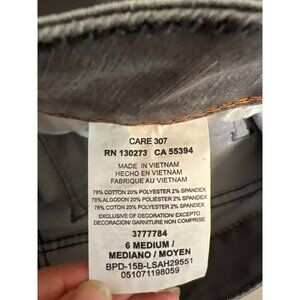 CARE 307
RN 130273 CA 55394
MADE IN VIETNAM
HECHO EN VIETNAM
FABRIQUE AU VIETNAM
78% COTTON 20% POLYESTER 2% SPANDEX
78% ALGODON 20% POLYESTER 2% SPANDEX
78% COTON 20% POLYESTER 2% SPANDEX
EXCLUSIVE OF DECORATION/ EXCEPTO
DECORACION/ GARNITURE NON COMPRISE
3777784
6 MEDIUM /
MEDIANO / MOYEN
BPD-15B-LSAH29551
051071198059